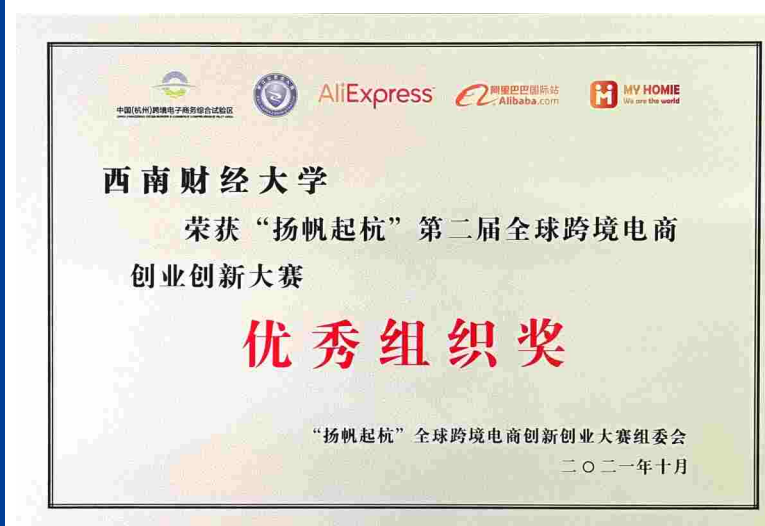 中国(杭州)跨境电子商务综合试验区
AliExpress
阿里巴巴国际站
Alibaba.com
MY HOMIE
We are the world
西南财经大学
荣获“扬帆起杭”第二届全球跨境电商
创业创新大赛
优秀组织奖
“扬帆起杭”全球跨境电商创新创业大赛组委会
二〇二一年十月